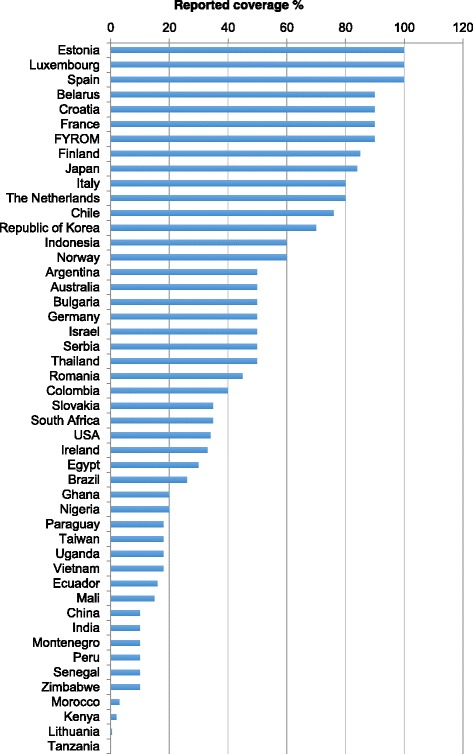 Reported coverage %
0 20 40 60 80 100 120
Estonia
Luxembourg
Spain
Belarus
Croatia
France
FYROM
Finland
Japan
Italy
The Netherlands
Chile
Republic of Korea
Indonesia
Norway
Argentina
Australia
Bulgaria
Germany
Israel
Serbia
Thailand
Romania
Colombia
Slovakia
South Africa
USA
Ireland
Egypt
Brazil
Ghana
Nigeria
Paraguay
Taiwan
Uganda
Vietnam
Ecuador
Mali
China
India
Montenegro
Peru
Senegal
Zimbabwe
Morocco
Kenya
Lithuania
Tanzania